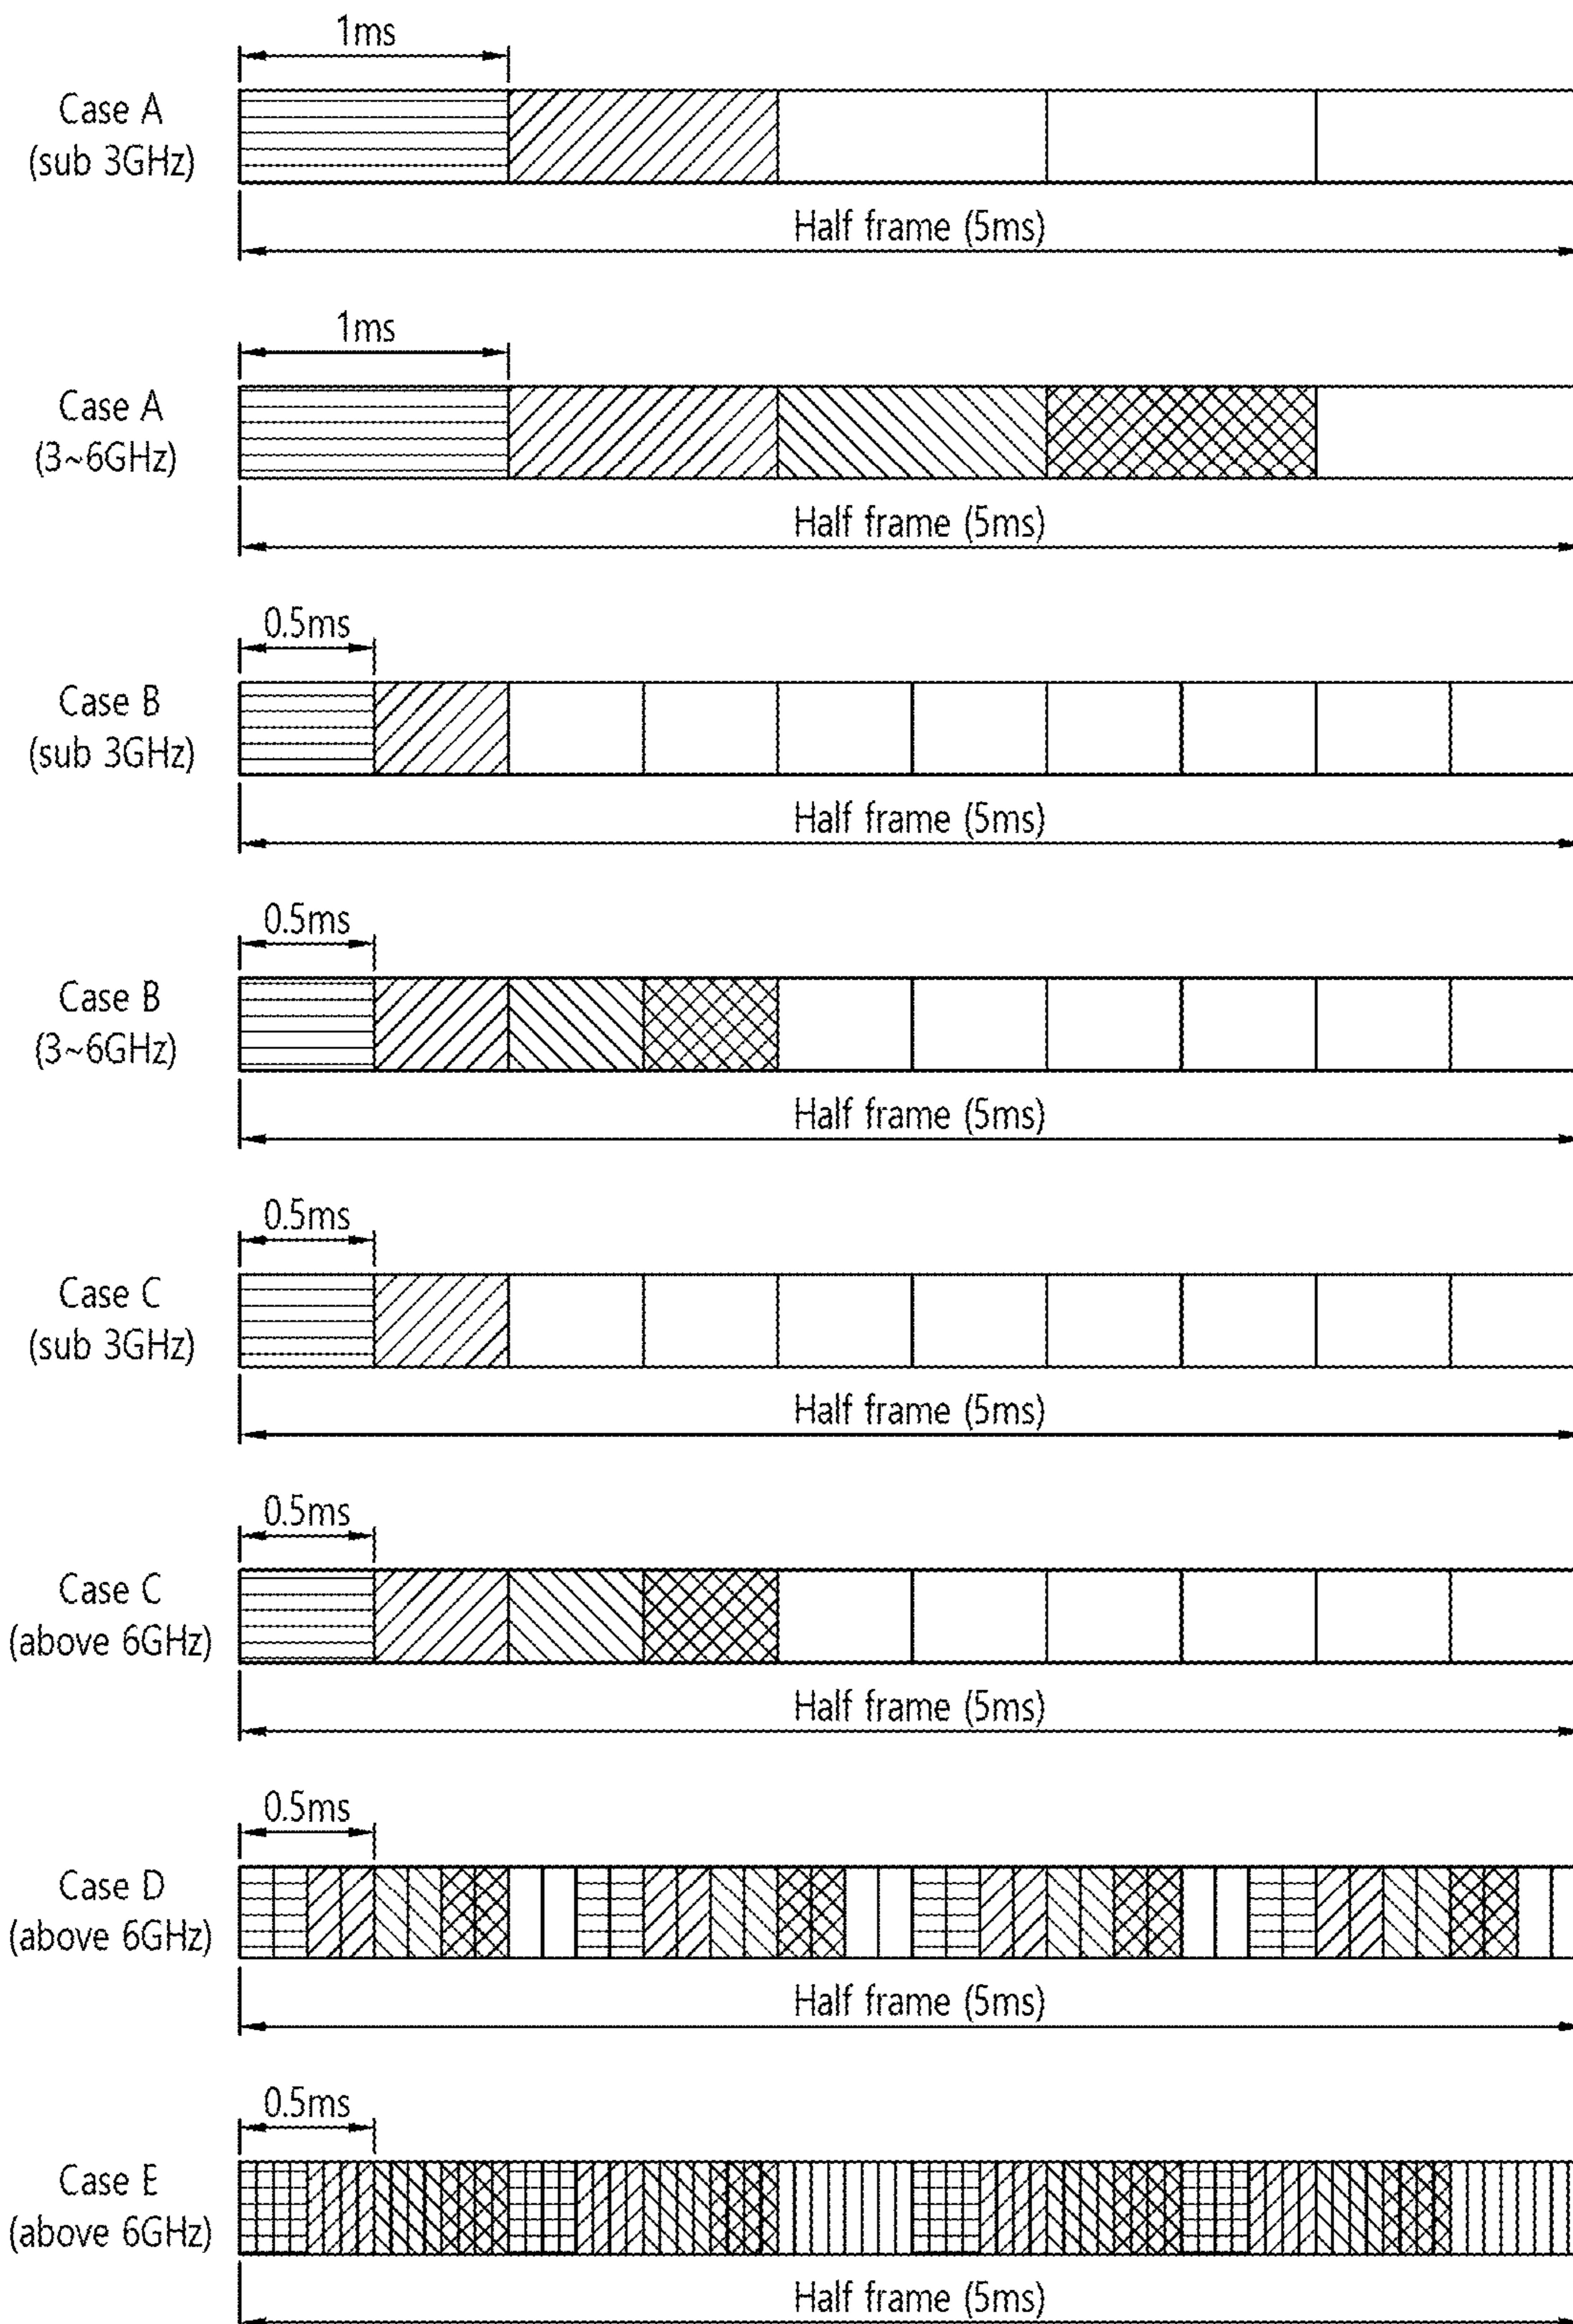 1ms
Case A
(sub 3GHz)
Half frame (5ms)
1ms
Case A
(3~6GHz)
Half frame (5ms)
0.5ms
Case B
(sub 3GHz)
Half frame (5ms)
0.5ms
Case B
(3~6GHz)
Half frame (5ms)
0.5ms
Case C
(sub 3GHz)
Half frame (5ms)
0.5ms
Case C
(above 6GHz)
Half frame (5ms)
0.5ms
Case D
(above 6GHz)
Half frame (5ms)
0.5ms
Case E
(above 6GHz)
Half frame (5ms)